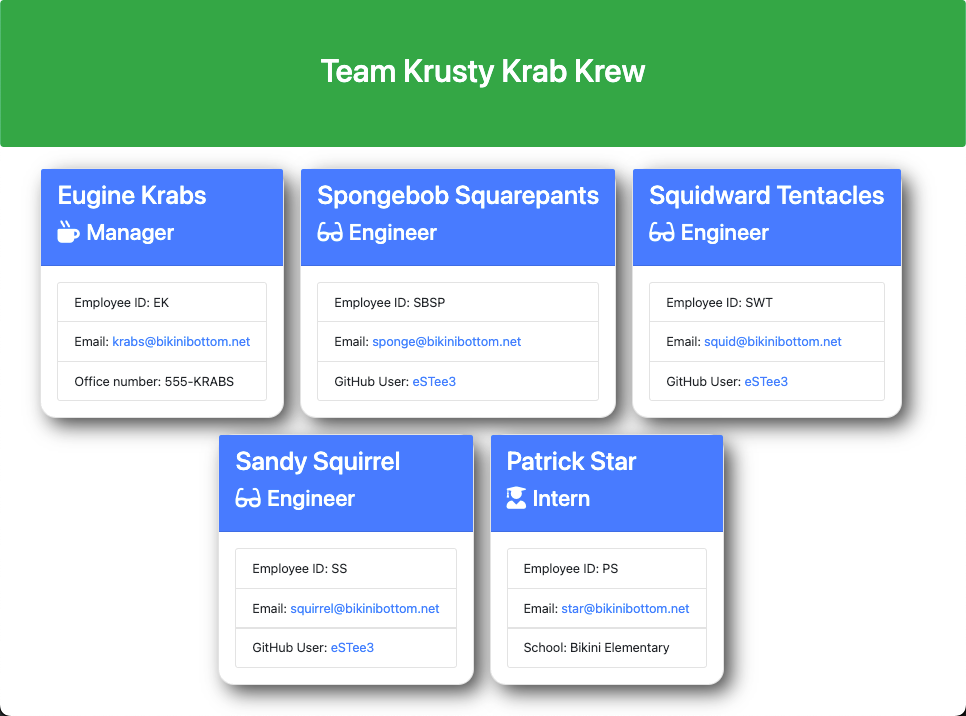 Team Krusty Krab Krew
Eugine Krabs
Manager
Employee ID: EK
Email: krabs@bikinibottom.net
Office number: 555-KRABS
Spongebob Squarepants
Engineer
Employee ID: SBSP
Email: sponge@bikinibottom.net
GitHub User: eSTee3
Squidward Tentacles
Engineer
Employee ID: SWT
Email: squid@bikinibottom.net
GitHub User: eSTee3
Sandy Squirrel
Engineer
Employee ID: SS
Email: squirrel@bikinibottom.net
GitHub User: eSTee3
Patrick Star
Intern
Employee ID: PS
Email: star@bikinibottom.net
School: Bikini Elementary